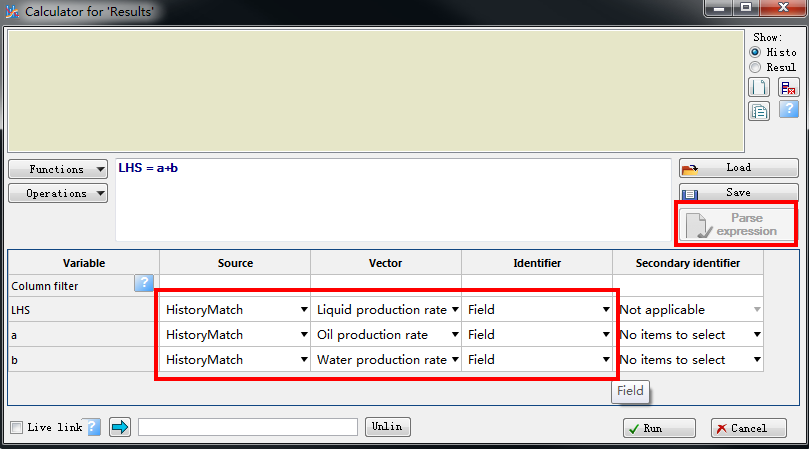 Calculator for 'Results'
Show:
Histo
Resul
Functions
Operations
LHS = a+b
Load
Save
Parse expression
Variable Source Vector Identifier Secondary identifier
Column filter ?
LHS HistoryMatch Liquid production rate Field Not applicable
a HistoryMatch Oil production rate Field No items to select
b HistoryMatch Water production rate Field No items to select
Field
Live link ? Unlin Run Cancel